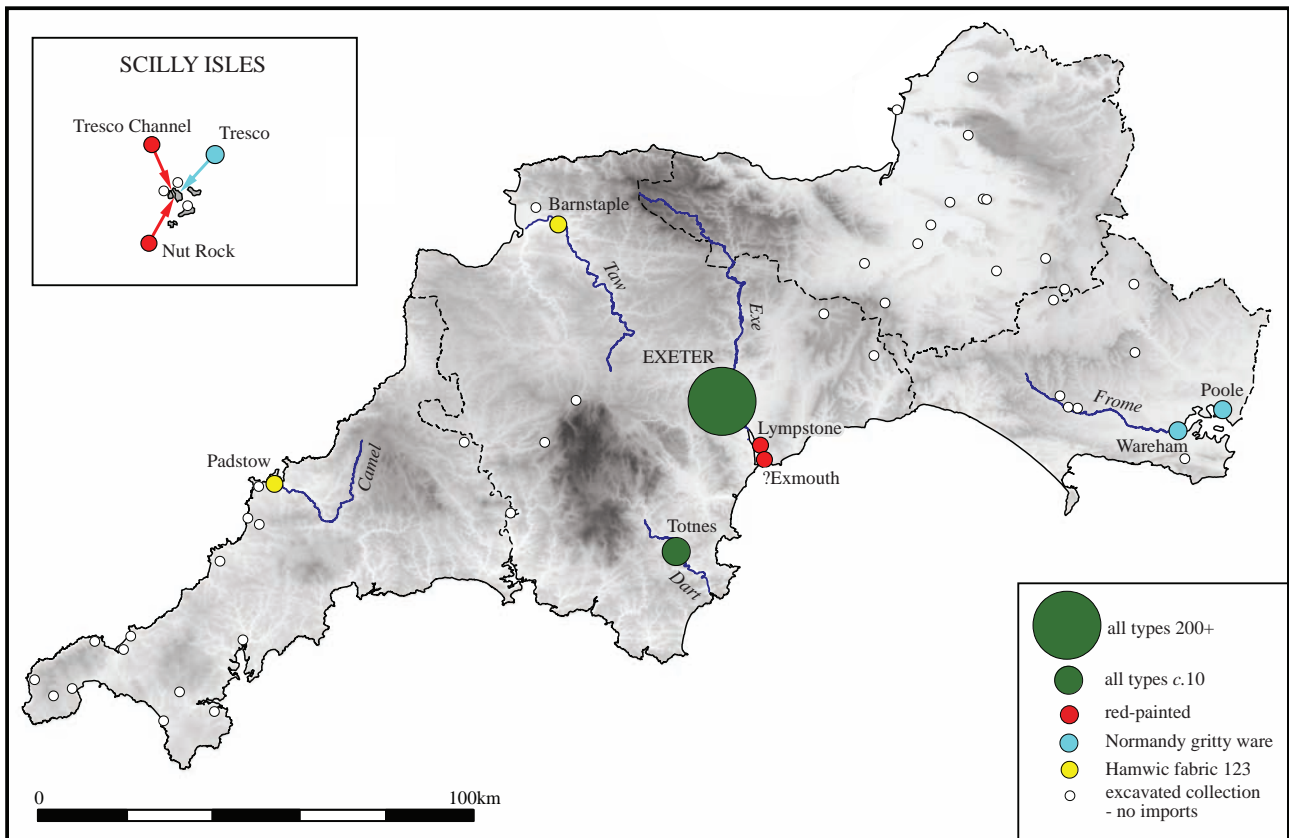 SCILLY ISLES
Tresco Channel
Tresco
Nut Rock
Barnstaple
Taw
Exe
EXETER
Lympstone
?Exmouth
Frome
Poole
Wareham
Padstow
Camel
Totnes
Dart
all types 200+
all types c.10
red-painted
Normandy gritty ware
Hamwic fabric 123
excavated collection
- no imports
0
100km